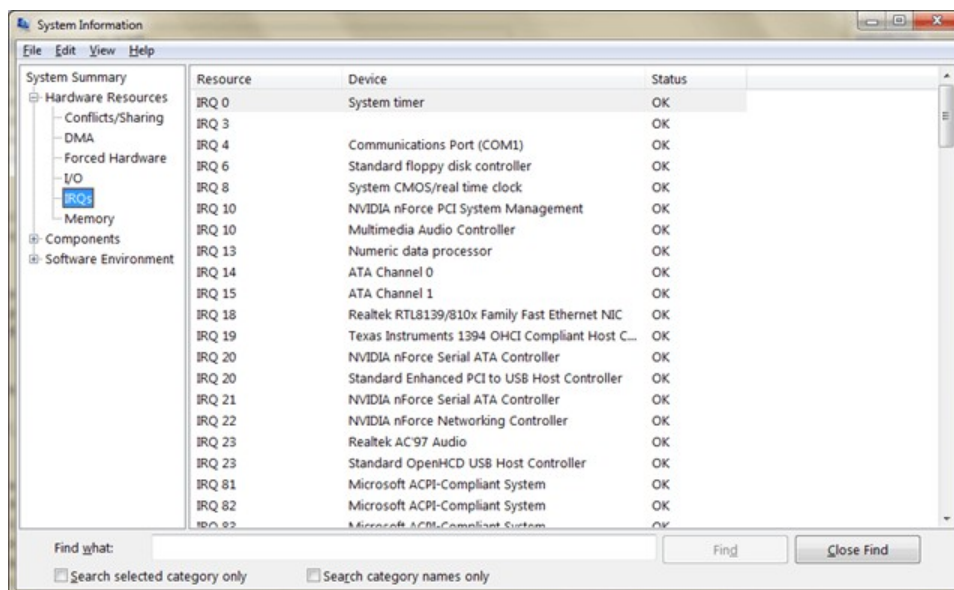 System Information
File Edit View Help
System Summary
Hardware Resources
Conflicts/Sharing
DMA
Forced Hardware
I/O
IRQs
Memory
Components
Software Environment
Resource Device Status
IRQ 0 System timer OK
IRQ 3 OK
IRQ 4 Communications Port (COM1) OK
IRQ 6 Standard floppy disk controller OK
IRQ 8 System CMOS/real time clock OK
IRQ 10 NVIDIA nForce PCI System Management OK
IRQ 10 Multimedia Audio Controller OK
IRQ 13 Numeric data processor OK
IRQ 14 ATA Channel 0 OK
IRQ 15 ATA Channel 1 OK
IRQ 18 Realtek RTL8139/810x Family Fast Ethernet NIC OK
IRQ 19 Texas Instruments 1394 OHCI Compliant Host C... OK
IRQ 20 NVIDIA nForce Serial ATA Controller OK
IRQ 20 Standard Enhanced PCI to USB Host Controller OK
IRQ 21 NVIDIA nForce Serial ATA Controller OK
IRQ 22 NVIDIA nForce Networking Controller OK
IRQ 23 Realtek AC'97 Audio OK
IRQ 23 Standard OpenHCD USB Host Controller OK
IRQ 81 Microsoft ACPI-Compliant System OK
IRQ 82 Microsoft ACPI-Compliant System OK
IRQ 83 Microsoft ACPI-Compliant System OK
Find what: Find Close Find
Search selected category only Search category names only